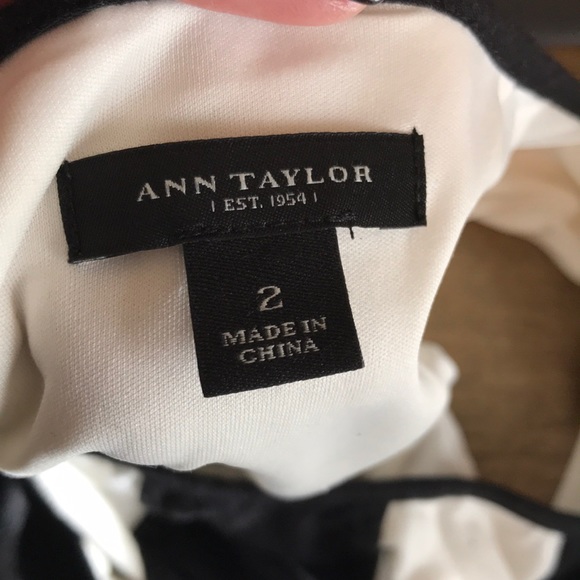 ANN TAYLOR
| EST. 1954 |
2
MADE IN
CHINA